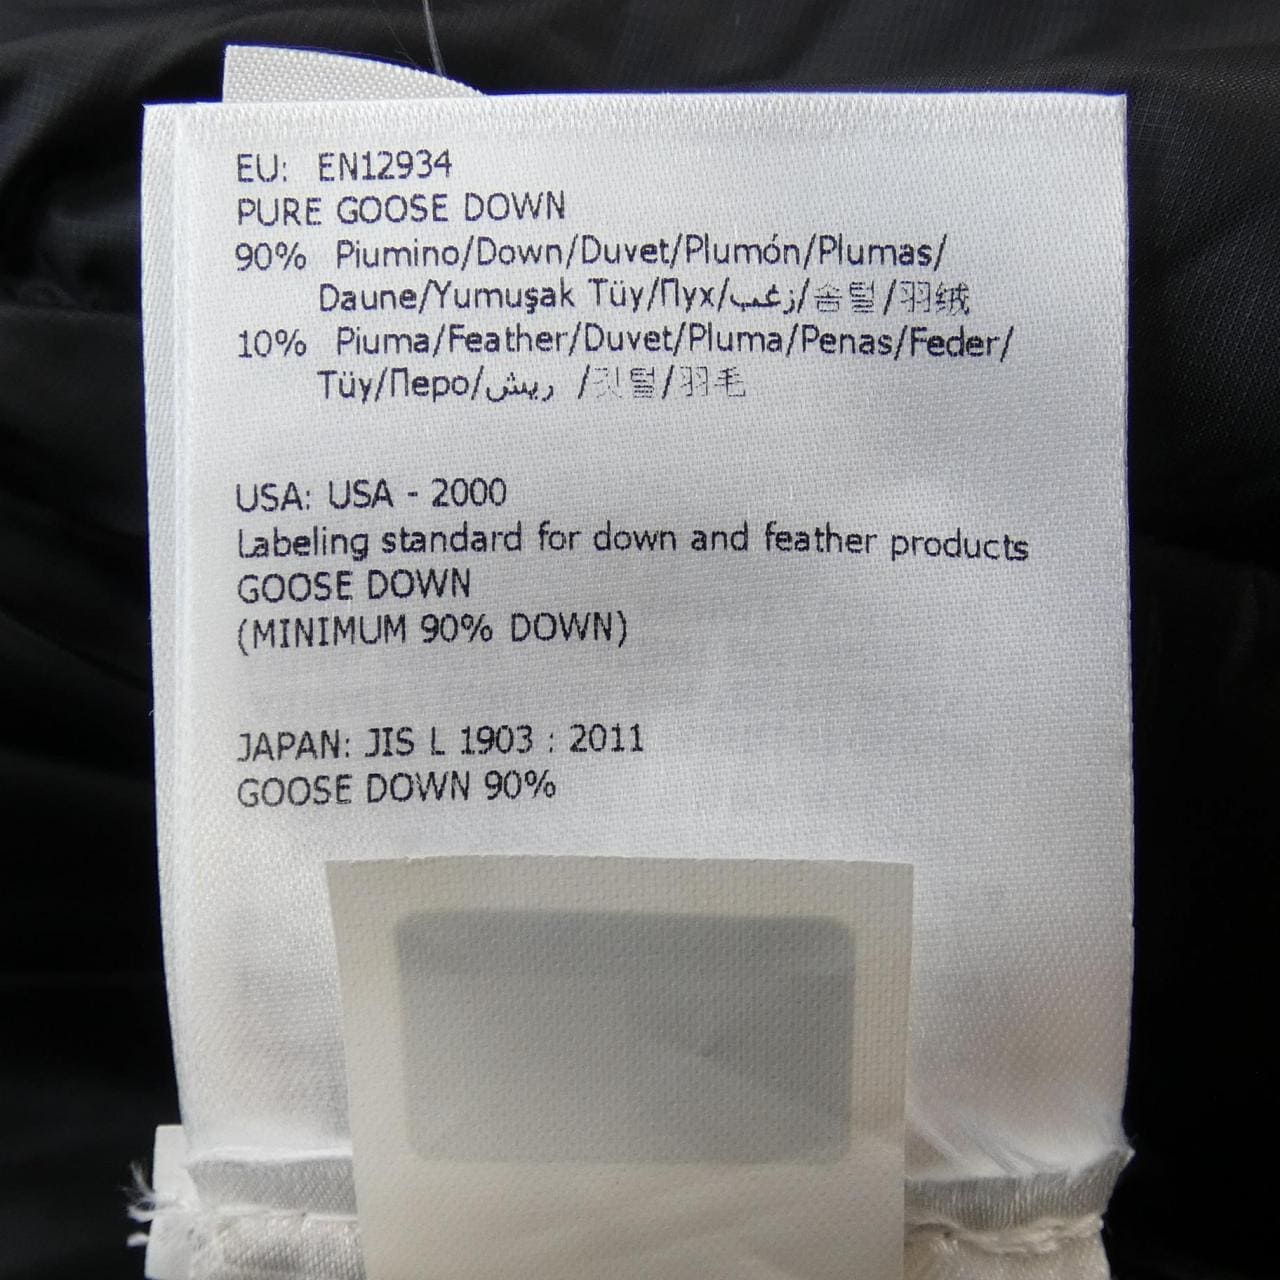 EU: EN12934
PURE GOOSE DOWN
90% Piumino/Down/Duvet/Plumón/Plumas/
Daune/Yumuşak Tüy/Пух/زغب/솜털/羽绒
10% Piuma/Feather/Duvet/Pluma/Penas/Feder/
Tüy/Перо/ريش /깃털/羽毛
USA: USA - 2000
Labeling standard for down and feather products
GOOSE DOWN
(MINIMUM 90% DOWN)
JAPAN: JIS L 1903 : 2011
GOOSE DOWN 90%